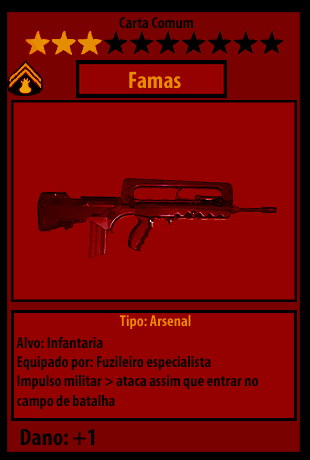 Carta Comum
Famas
Tipo: Arsenal
Alvo: Infantaria
Equipado por: Fuzileiro especialista
Impulso militar > ataca assim que entrar no
campo de batalha
Dano: +1